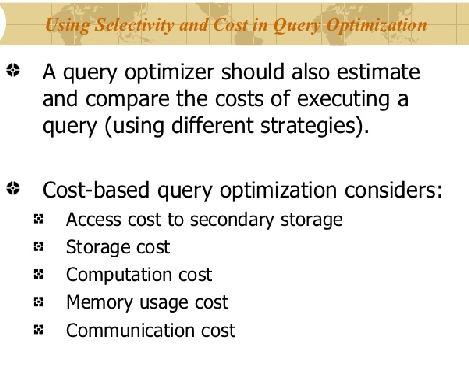 Using Selectivity and Cost in Query Optimization
A query optimizer should also estimate
and compare the costs of executing a
query (using different strategies).
Cost-based query optimization considers:
Access cost to secondary storage
Storage cost
Computation cost
Memory usage cost
Communication cost